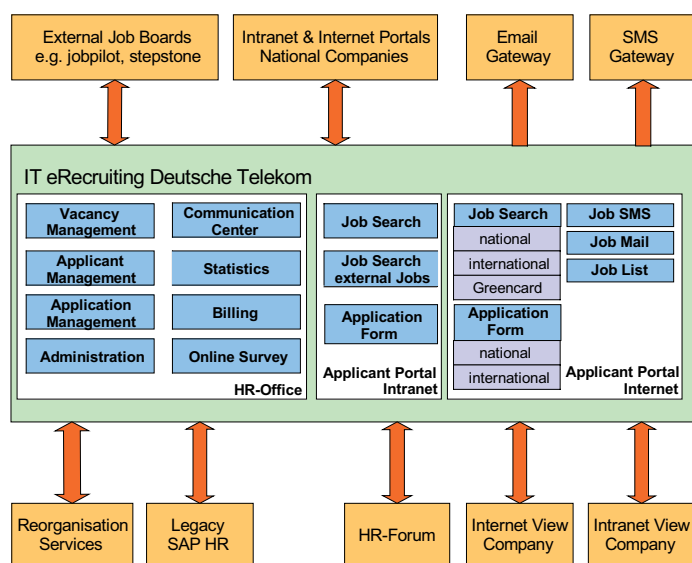 External Job Boards
e.g. jobpilot, stepstone
Intranet & Internet Portals
National Companies
Email
Gateway
SMS
Gateway
IT eRecruiting Deutsche Telekom
Vacancy
Management
Communication
Center
Applicant
Management
Statistics
Application
Management
Billing
Administration
Online Survey
HR-Office
Job Search
Job Search
external Jobs
Application
Form
Applicant Portal
Intranet
Job Search
national
international
Greencard
Application
Form
national
international
Job SMS
Job Mail
Job List
Applicant Portal
Internet
Reorganisation
Services
Legacy
SAP HR
HR-Forum
Internet View
Company
Intranet View
Company